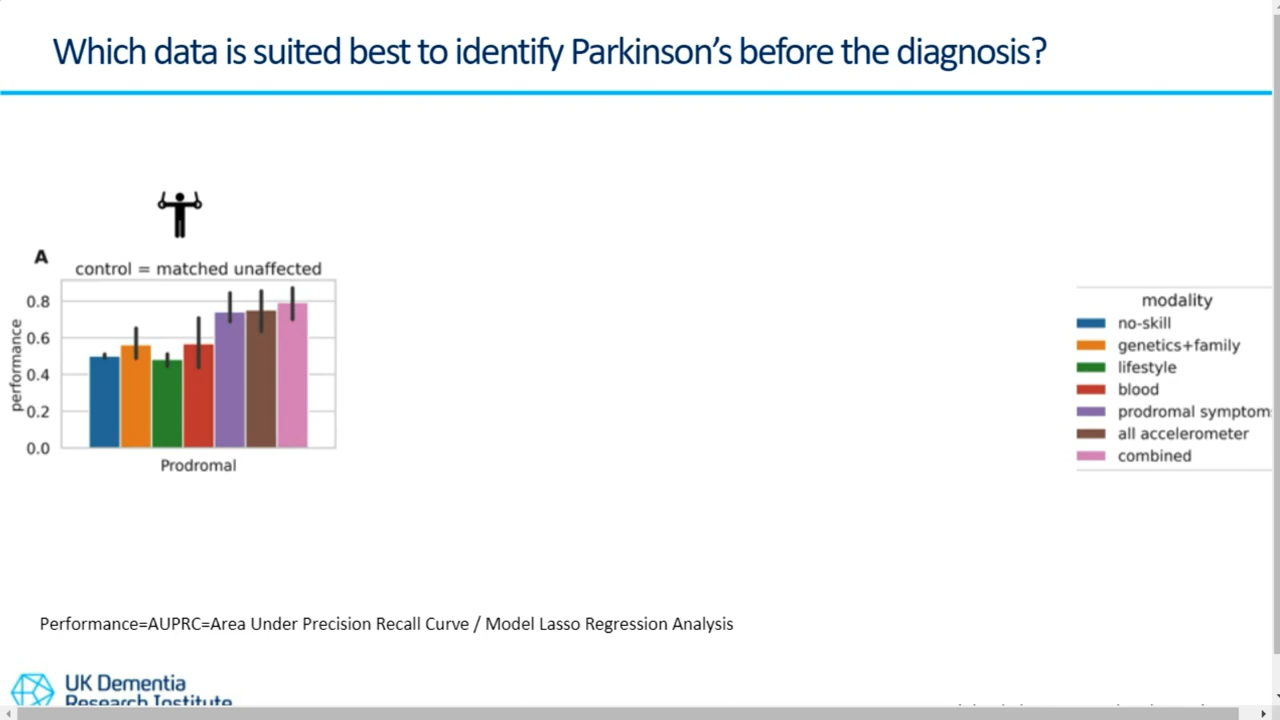 Which data is suited best to identify Parkinson's before the diagnosis?
A
control = matched unaffected
0.8
0.6
0.4
0.2
0.0
performance
Prodromal
modality
no-skill
genetics+family
lifestyle
blood
prodromal symptom
all accelerometer
combined
Performance=AUPRC=Area Under Precision Recall Curve / Model Lasso Regression Analysis
UK Dementia
Research Institute